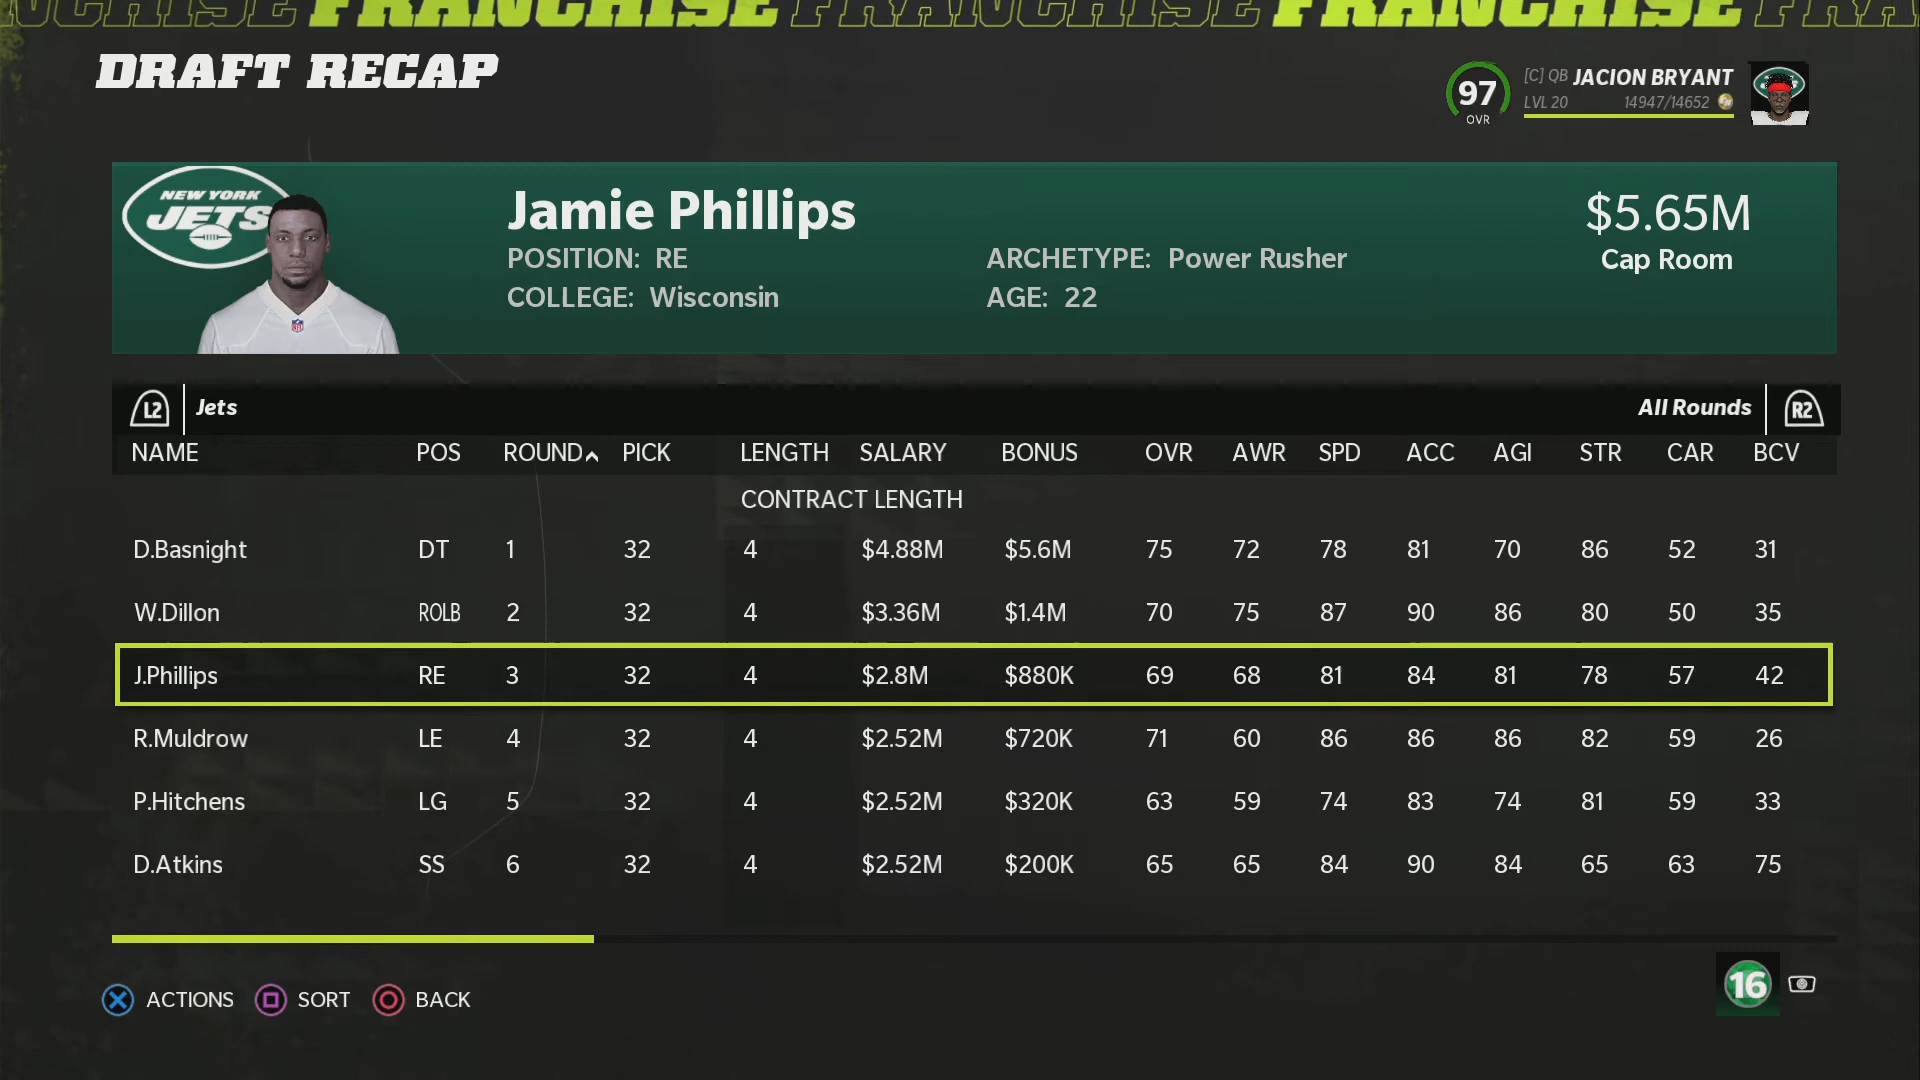 FRANCHISE FRANCHISE FRANCHISE FRANCHISE FRA
DRAFT RECAP
97
OVR
[C] QB JACION BRYANT
LVL 20 14947/14652
NEW YORK
JETS
Jamie Phillips
POSITION: RE
ARCHETYPE: Power Rusher
COLLEGE: Wisconsin
AGE: 22
$5.65M
Cap Room
L2 Jets
All Rounds R2
NAME POS ROUND PICK LENGTH SALARY BONUS OVR AWR SPD ACC AGI STR CAR BCV
CONTRACT LENGTH
D.Basnight DT 1 32 4 $4.88M $5.6M 75 72 78 81 70 86 52 31
W.Dillon ROLB 2 32 4 $3.36M $1.4M 70 75 87 90 86 80 50 35
J.Phillips RE 3 32 4 $2.8M $880K 69 68 81 84 81 78 57 42
R.Muldrow LE 4 32 4 $2.52M $720K 71 60 86 86 86 82 59 26
P.Hitchens LG 5 32 4 $2.52M $320K 63 59 74 83 74 81 59 33
D.Atkins SS 6 32 4 $2.52M $200K 65 65 84 90 84 65 63 75
ACTIONS SORT BACK
16